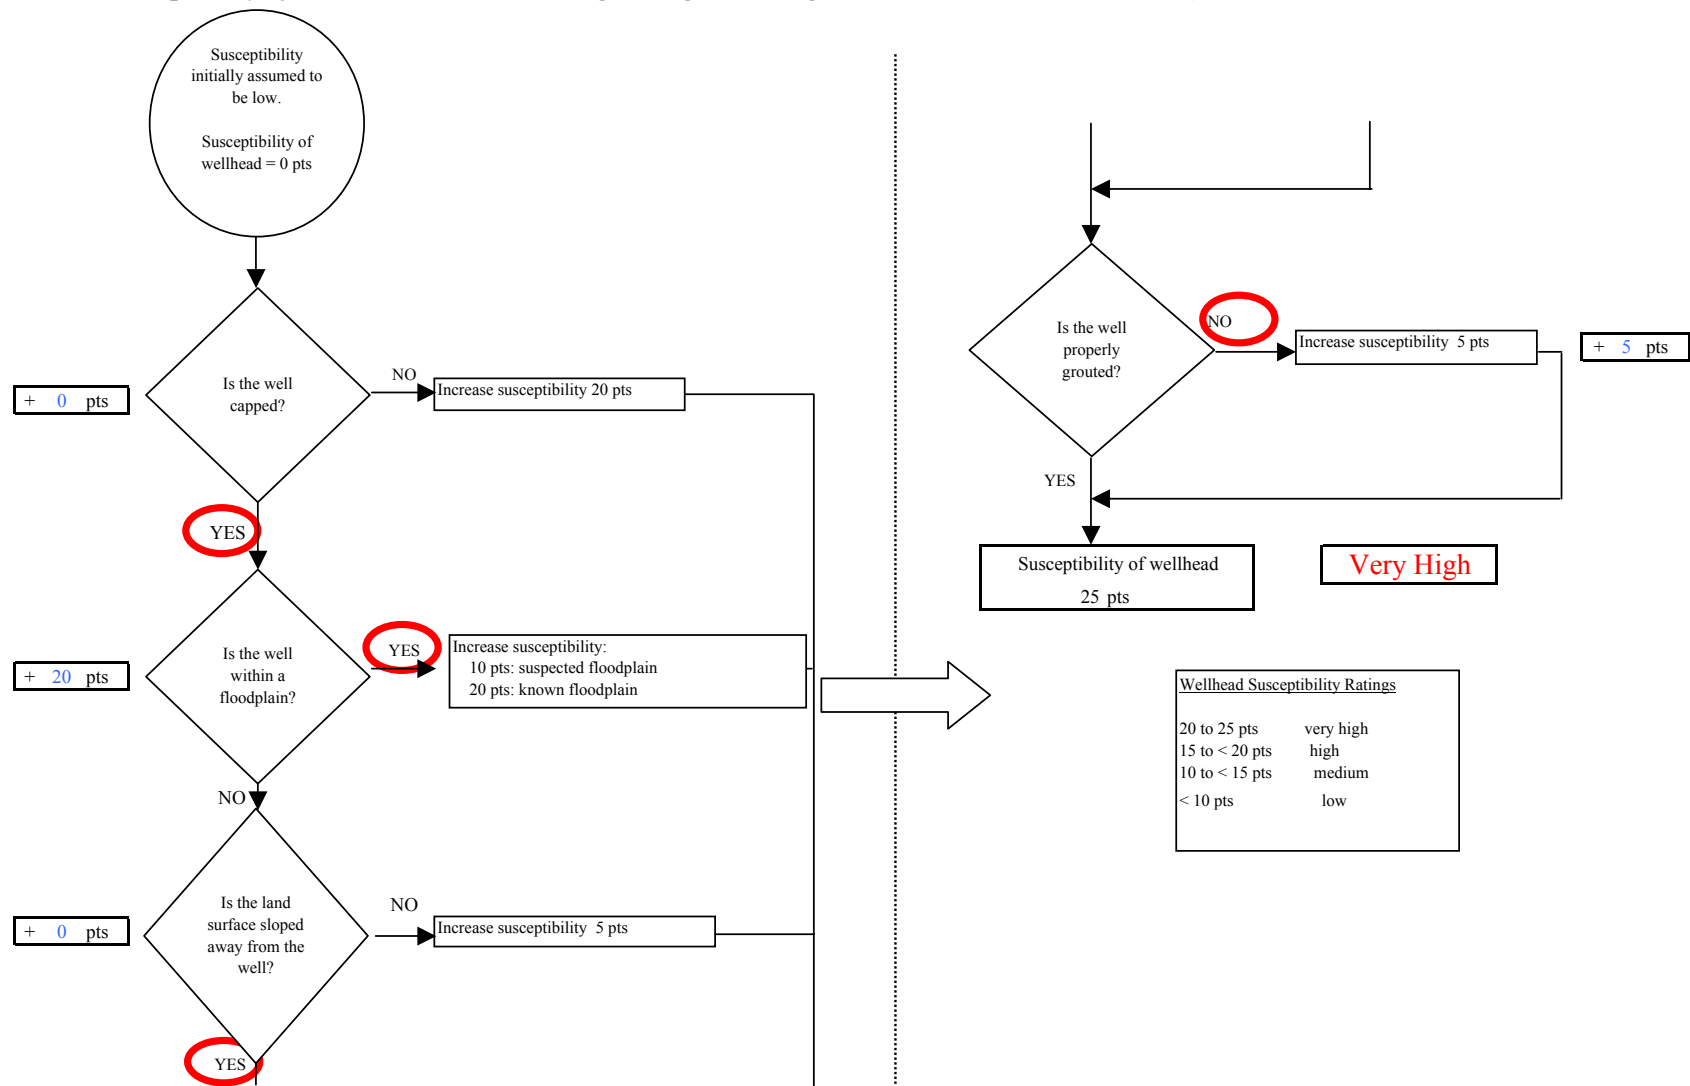 Susceptibility
initially assumed to
be low.
Susceptibility of
wellhead = 0 pts
Is the well
capped?
NO
Increase susceptibility 20 pts
+ 0 pts
YES
Is the well
within a
floodplain?
YES
Increase susceptibility:
10 pts: suspected floodplain
20 pts: known floodplain
+ 20 pts
NO
Is the land
surface sloped
away from the
well?
NO
Increase susceptibility 5 pts
+ 0 pts
YES
Is the well
properly
grouted?
NO
Increase susceptibility 5 pts
+ 5 pts
YES
Susceptibility of wellhead
25 pts
Very High
Wellhead Susceptibility Ratings
20 to 25 pts very high
15 to < 20 pts high
10 to < 15 pts medium
< 10 pts low